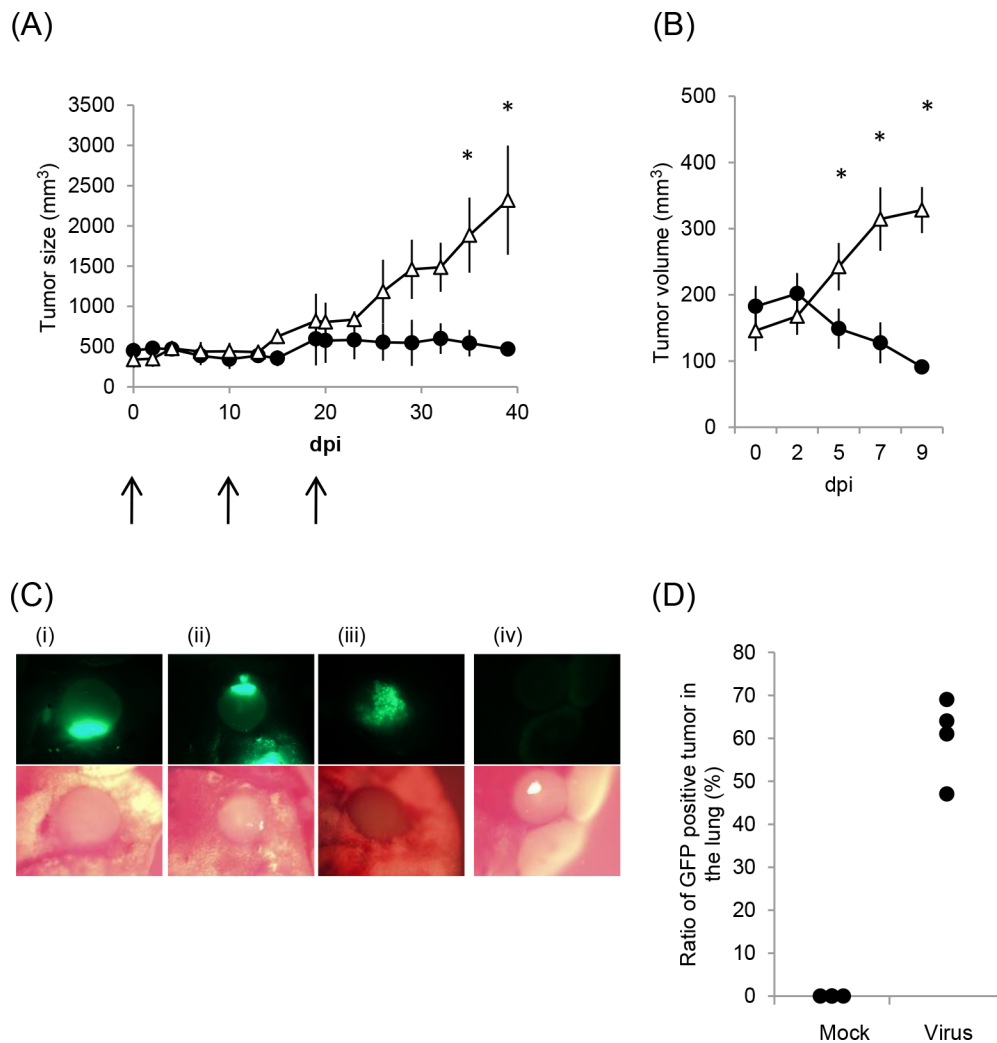 (A)
Tumor size (mm3)
3500
3000
2500
2000
1500
1000
500
0
0 10 20 30 40
dpi
* *
(B)
Tumor volume (mm3)
500
400
300
200
100
0
0 2 5 7 9
dpi
* * *
(C)
(i) (ii) (iii) (iv)
(D)
Ratio of GFP positive tumor in
the lung (%)
80
70
60
50
40
30
20
10
0
Mock Virus